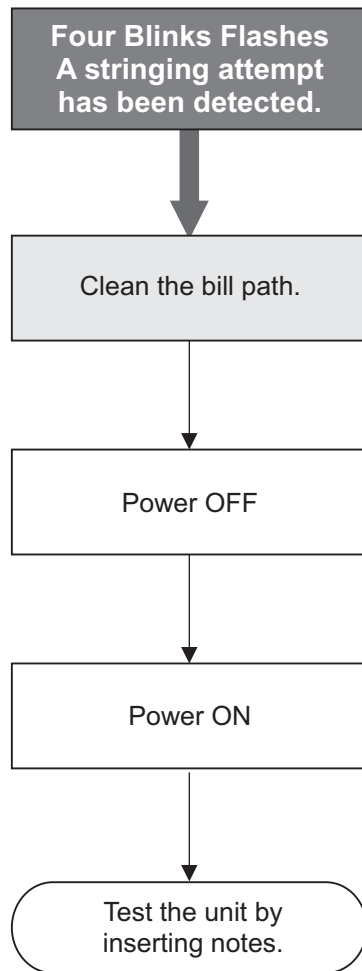 Four Blinks Flashes
A stringing attempt
has been detected.
Clean the bill path.
Power OFF
Power ON
Test the unit by
inserting notes.